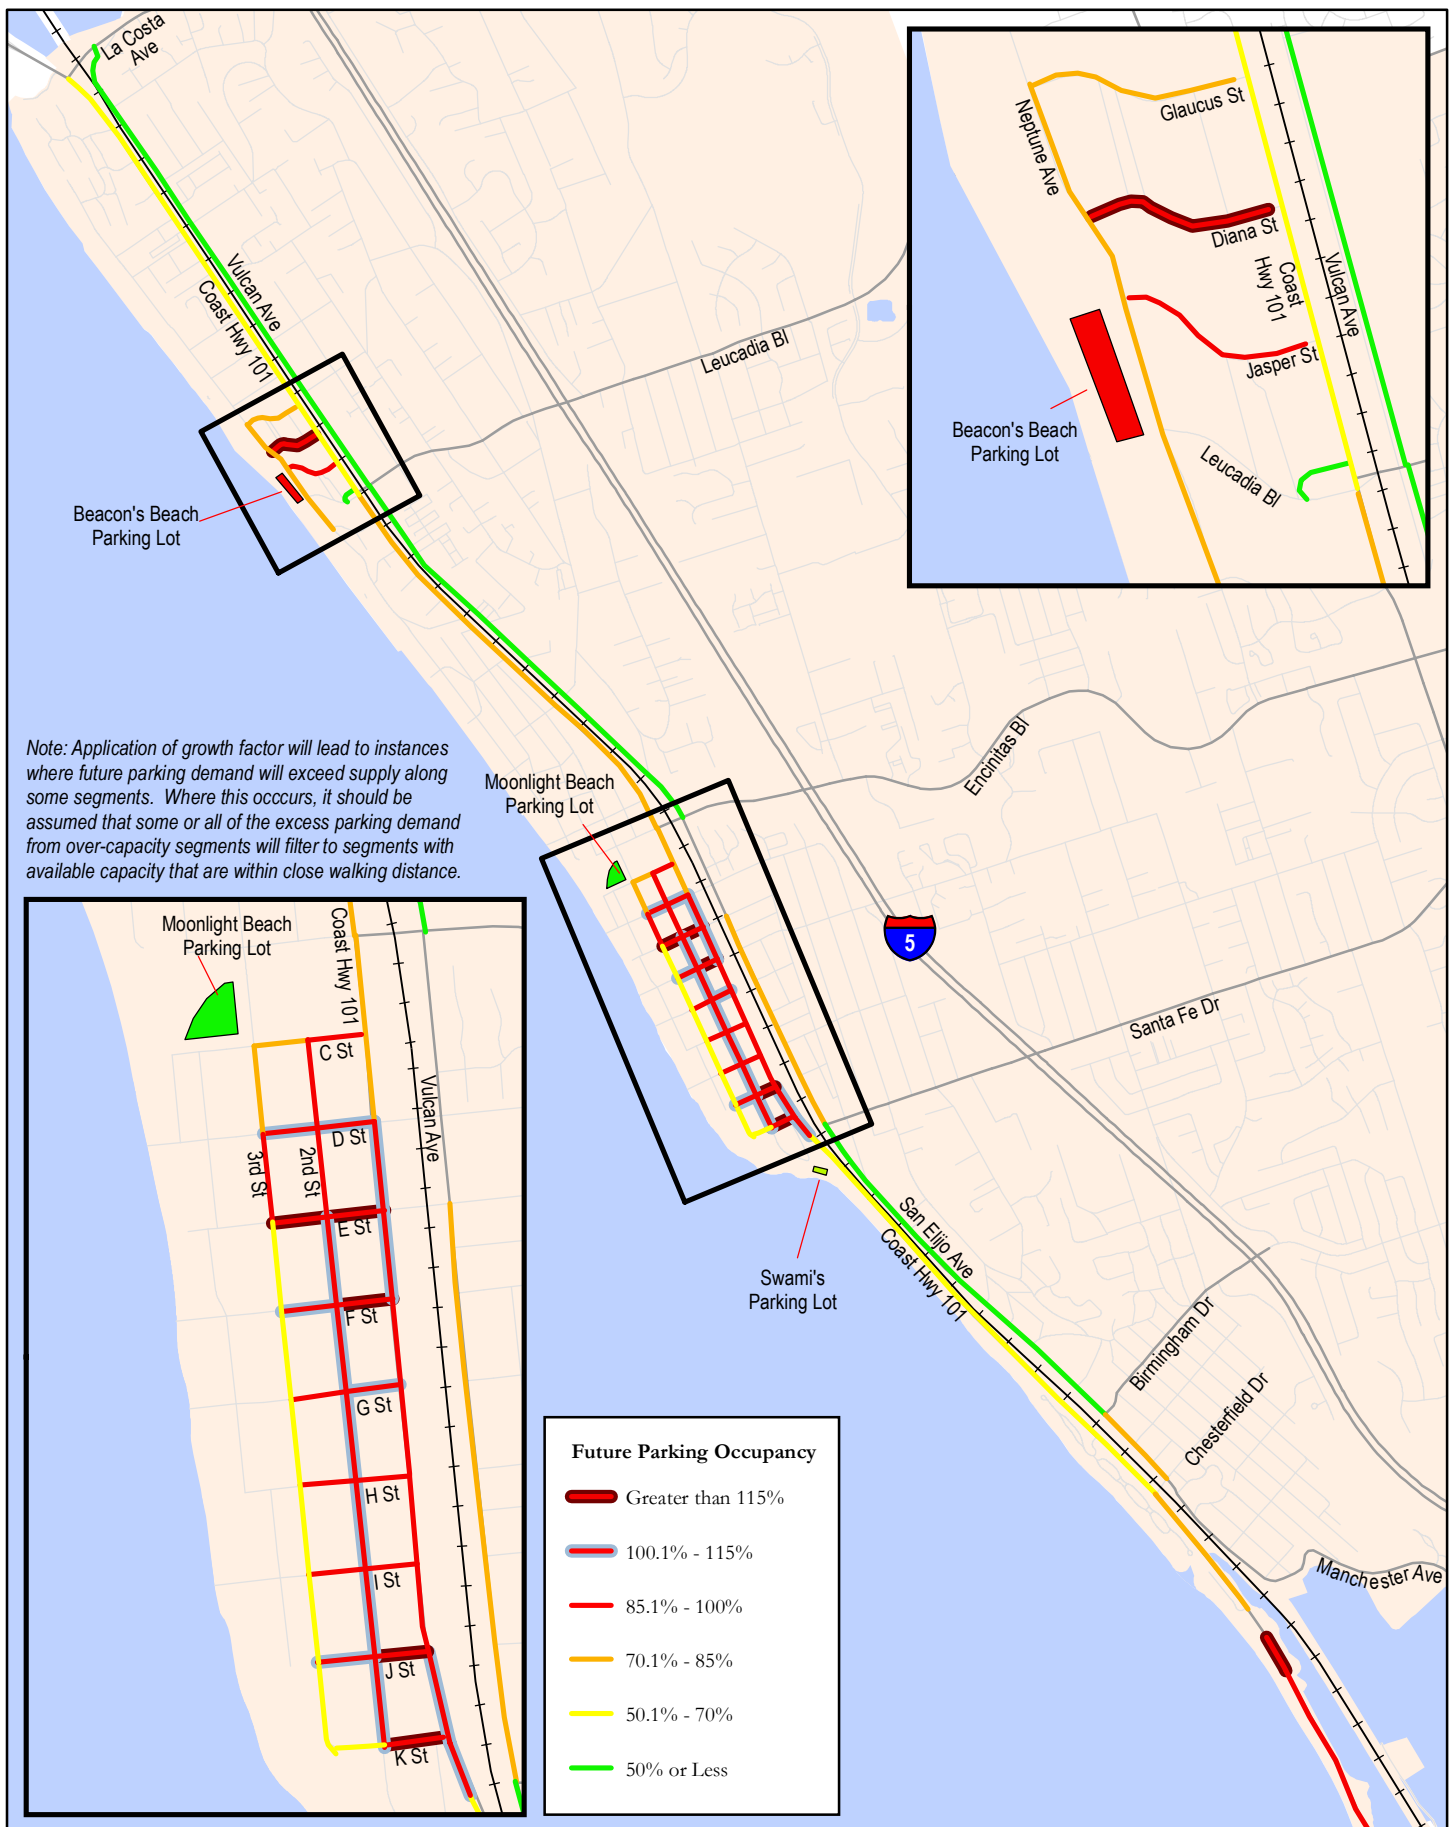 La Costa
Ave
Vulcan Ave
Coast Hwy 101
Leucadia Bl
Beacon's Beach
Parking Lot
Neptune Ave
Glaucus St
Diana St
Coast
Hwy 101
Vulcan Ave
Jasper St
Beacon's Beach
Parking Lot
Leucadia Bl
Note: Application of growth factor will lead to instances
where future parking demand will exceed supply along
some segments. Where this occcurs, it should be
assumed that some or all of the excess parking demand
from over-capacity segments will filter to segments with
available capacity that are within close walking distance.
Moonlight Beach
Parking Lot
Encinitas Bl
5
Santa Fe Dr
Swami's
Parking Lot
San Elijo Ave
Coast Hwy 101
Birmingham Dr
Chesterfield Dr
Manchester Ave
Moonlight Beach
Parking Lot
Coast Hwy 101
C St
Vulcan Ave
D St
3rd St
2nd St
E St
F St
G St
H St
I St
J St
K St
Future Parking Occupancy
Greater than 115%
100.1% - 115%
85.1% - 100%
70.1% - 85%
50.1% - 70%
50% or Less